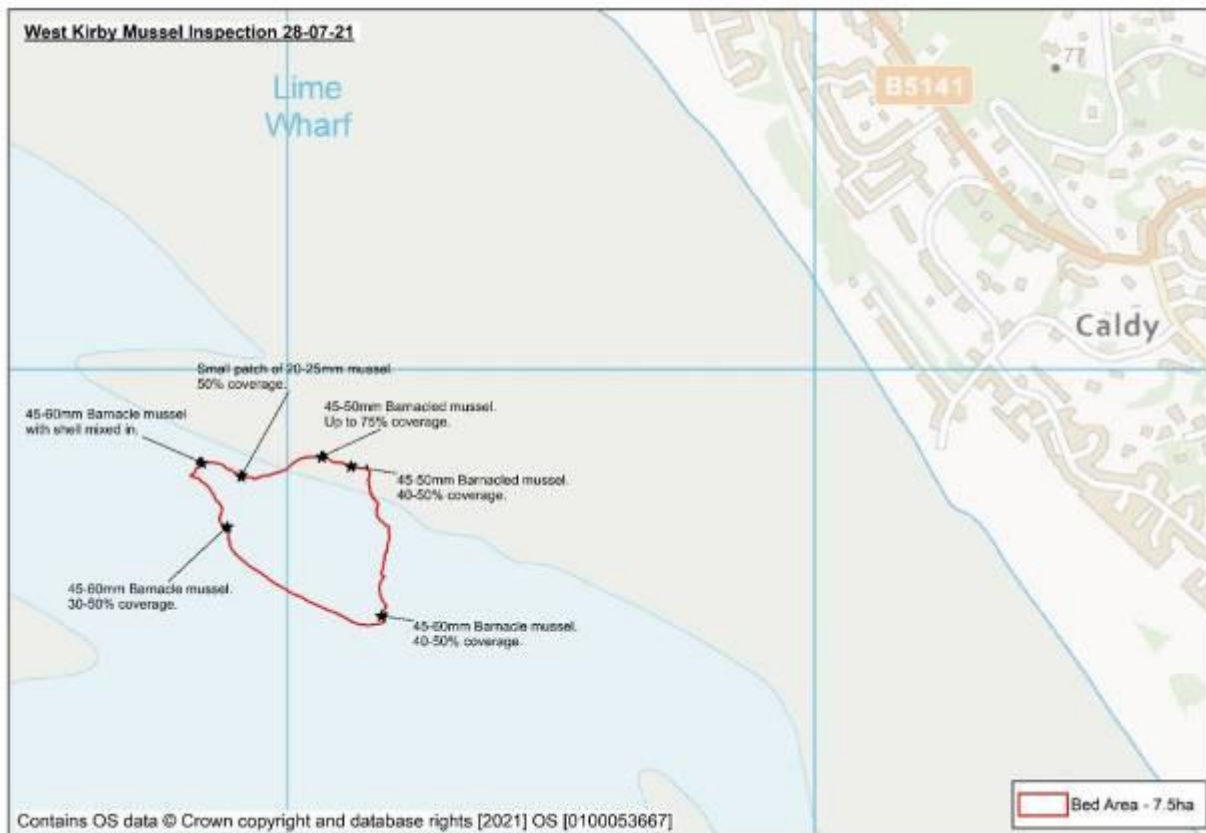 West Kirby Mussel Inspection 28-07-21
Lime
Wharf
77
B5141
Caldy
Small patch of 20-25mm mussel.
50% coverage.
45-60mm Barnacle mussel
with shell mixed in.
45-50mm Barnacled mussel.
Up to 75% coverage.
45-50mm Barnacled mussel.
40-50% coverage.
45-60mm Barnacle mussel.
30-50% coverage.
45-60mm Barnacle mussel.
40-50% coverage.
Bed Area - 7.5ha
Contains OS data © Crown copyright and database rights [2021] OS [0100053667]